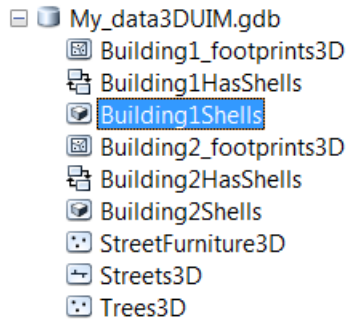 My_data3DUIM.gdb
Building1_footprints3D
Building1HasShells
Building1Shells
Building2_footprints3D
Building2HasShells
Building2Shells
StreetFurniture3D
Streets3D
Trees3D